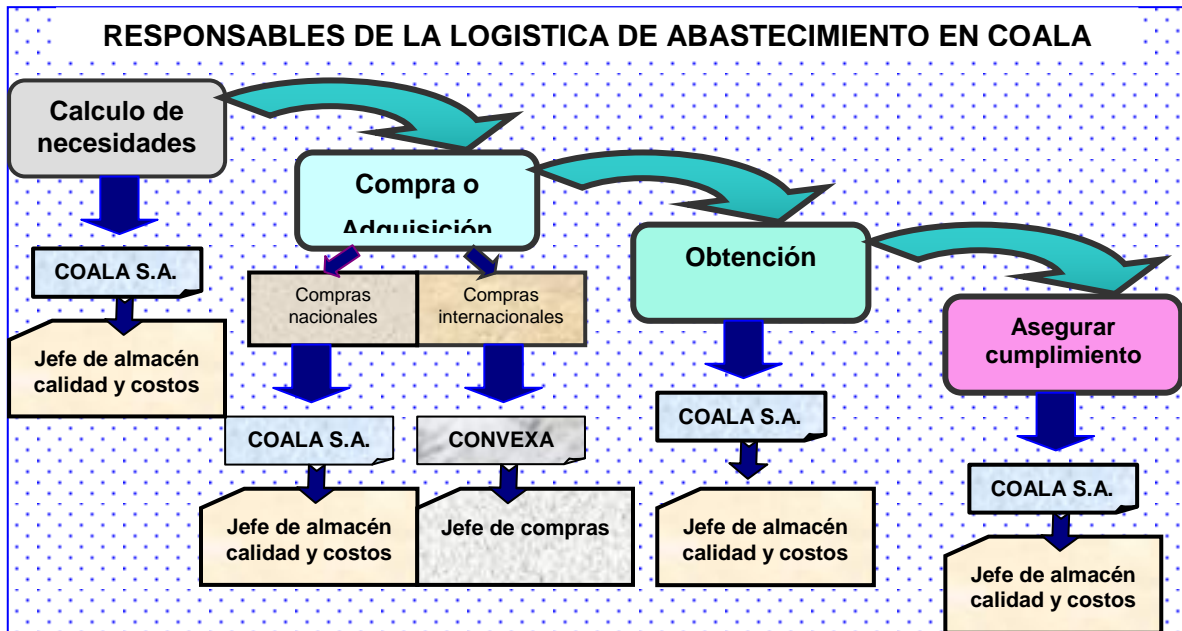 RESPONSABLES DE LA LOGISTICA DE ABASTECIMIENTO EN COALA
Calculo de
necesidades
COALA S.A.
Jefe de almacén
calidad y costos
Compra o
Adquisición
Compras
nacionales
COALA S.A.
Jefe de almacén
calidad y costos
Compras
internacionales
CONVEXA
Jefe de compras
Obtención
COALA S.A.
Jefe de almacén
calidad y costos
Asegurar
cumplimiento
COALA S.A.
Jefe de almacén
calidad y costos